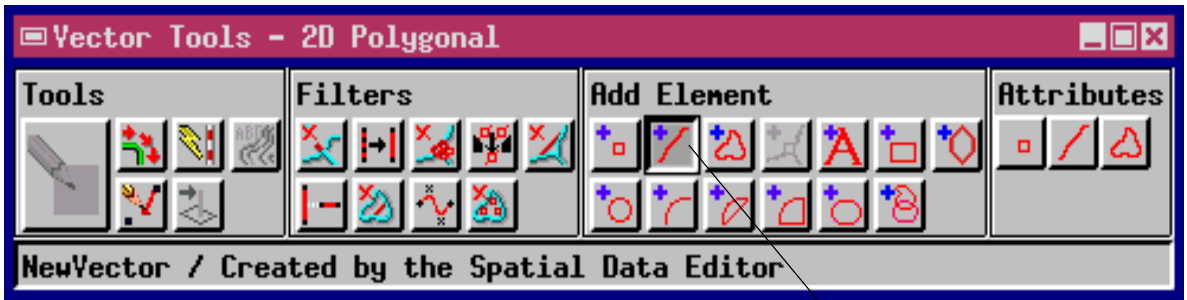 Vector Tools - 2D Polygonal
Tools
Filters
Add Element
Attributes
NewVector / Created by the Spatial Data Editor